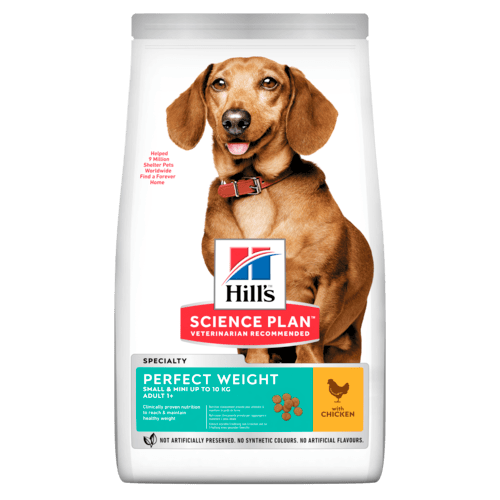 Helped
9 Million
Shelter Pets
Worldwide
Find a Forever
Home
Hill's
SCIENCE PLAN™
VETERINARIAN RECOMMENDED
SPECIALTY
PERFECT WEIGHT
SMALL & MINI UP TO 10 KG
ADULT 1+
Clinically proven nutrition
to reach & maintain
healthy weight
with
CHICKEN
NOT ARTIFICIALLY PRESERVED. NO SYNTHETIC COLOURS. NO ARTIFICIAL FLAVOURS.